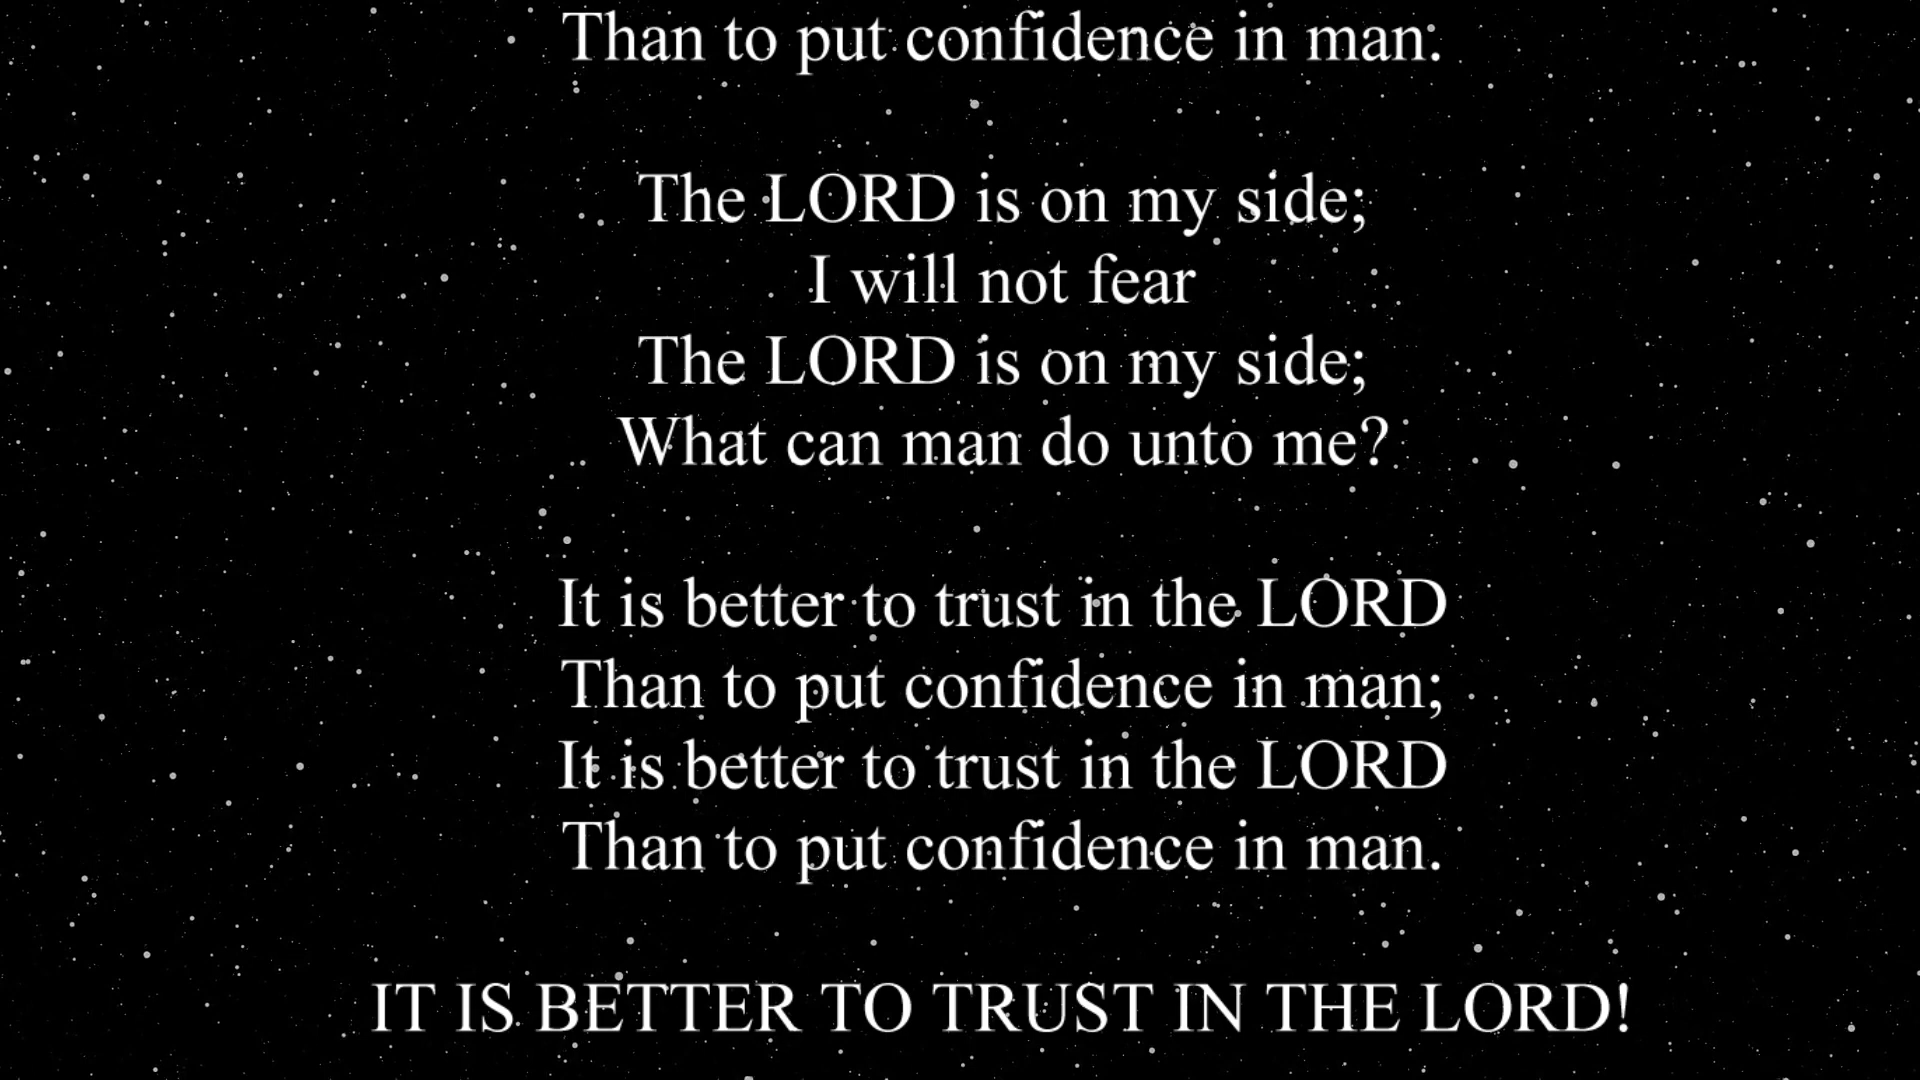 Than to put confidence in man.
The LORD is on my side;
I will not fear
The LORD is on my side;
What can man do unto me?
It is better to trust in the LORD
Than to put confidence in man;
It is better to trust in the LORD
Than to put confidence in man.
IT IS BETTER TO TRUST IN THE LORD!